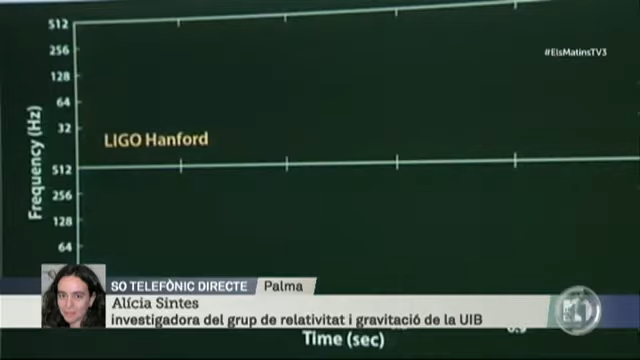 512
#ElsMatinsTV3
256
128
64
32
LIGO Hanford
512
256
128
64
Frequency (Hz)
SO TELEFÒNIC DIRECTE
Palma
Alícia Sintes
investigadora del grup de relativitat i gravitació de la UIB
Time (sec)